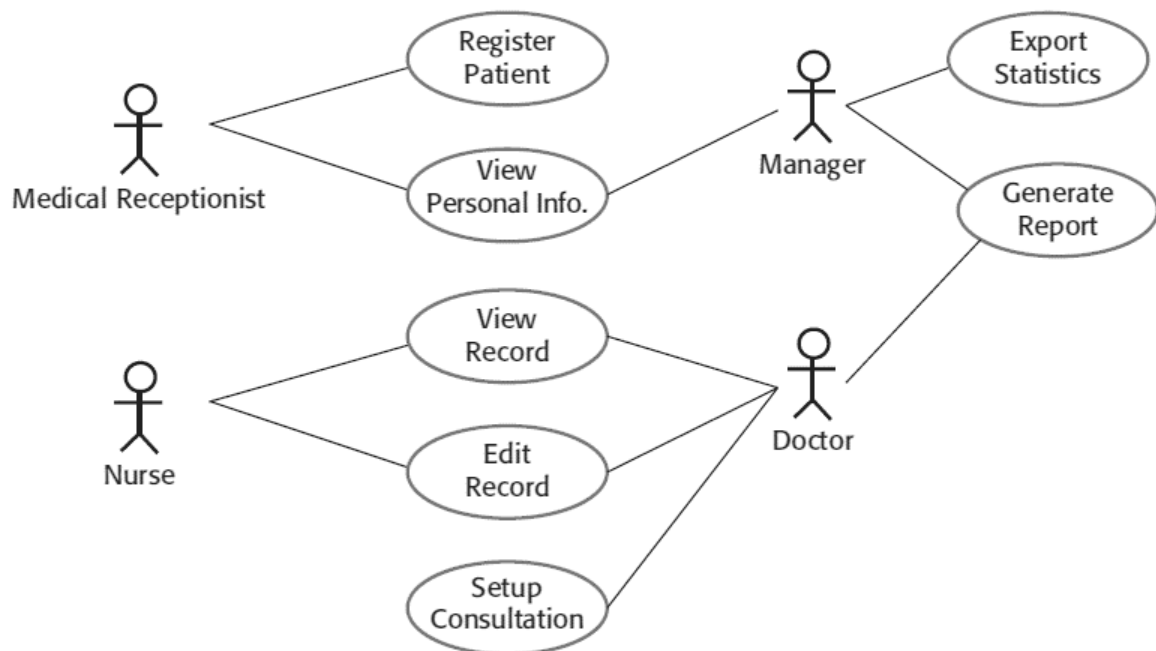 Register
Patient
Export
Statistics
Medical Receptionist
View
Personal Info.
Manager
Generate
Report
View
Record
Nurse
Edit
Record
Doctor
Setup
Consultation